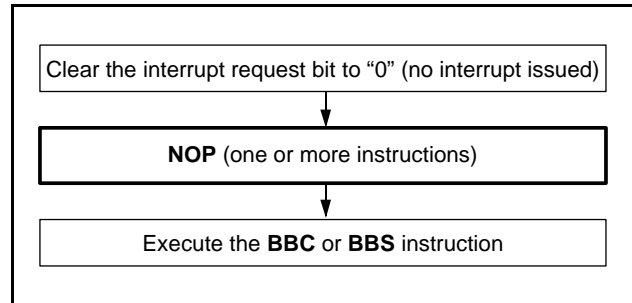 Clear the interrupt request bit to “0” (no interrupt issued)
NOP (one or more instructions)
Execute the BBC or BBS instruction